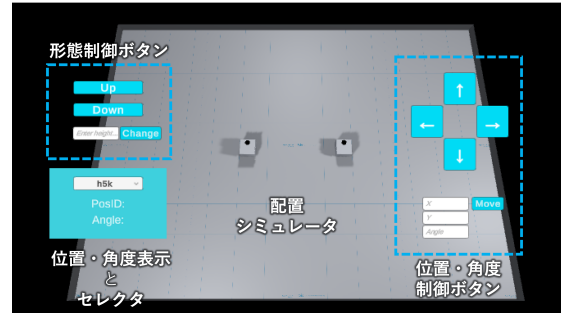 形態制御ボタン
Up
Down
Enter height...
Change
h5k
PosID:
Angle:
位置・角度表示
と
セレクタ
配置
シミュレータ
↑
← →
↓
X
Move
Y
Angle
位置・角度
制御ボタン